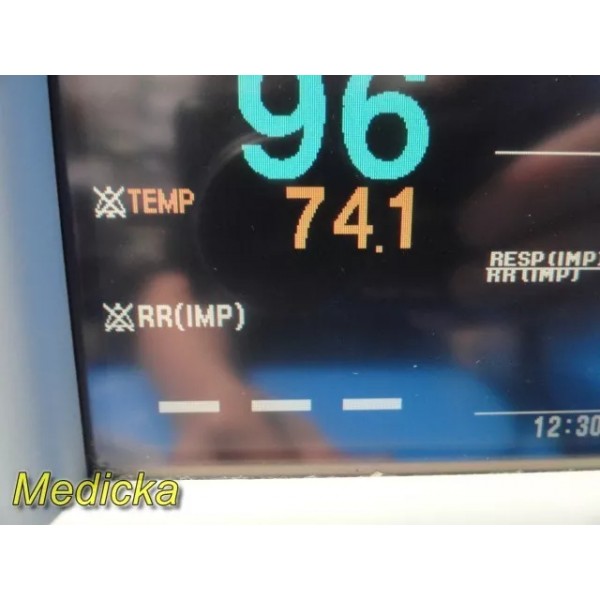 96
TEMP 74.1
RESP(IMP)
RR(IMP)
RR(IMP)
- - -
12:30
Medicka